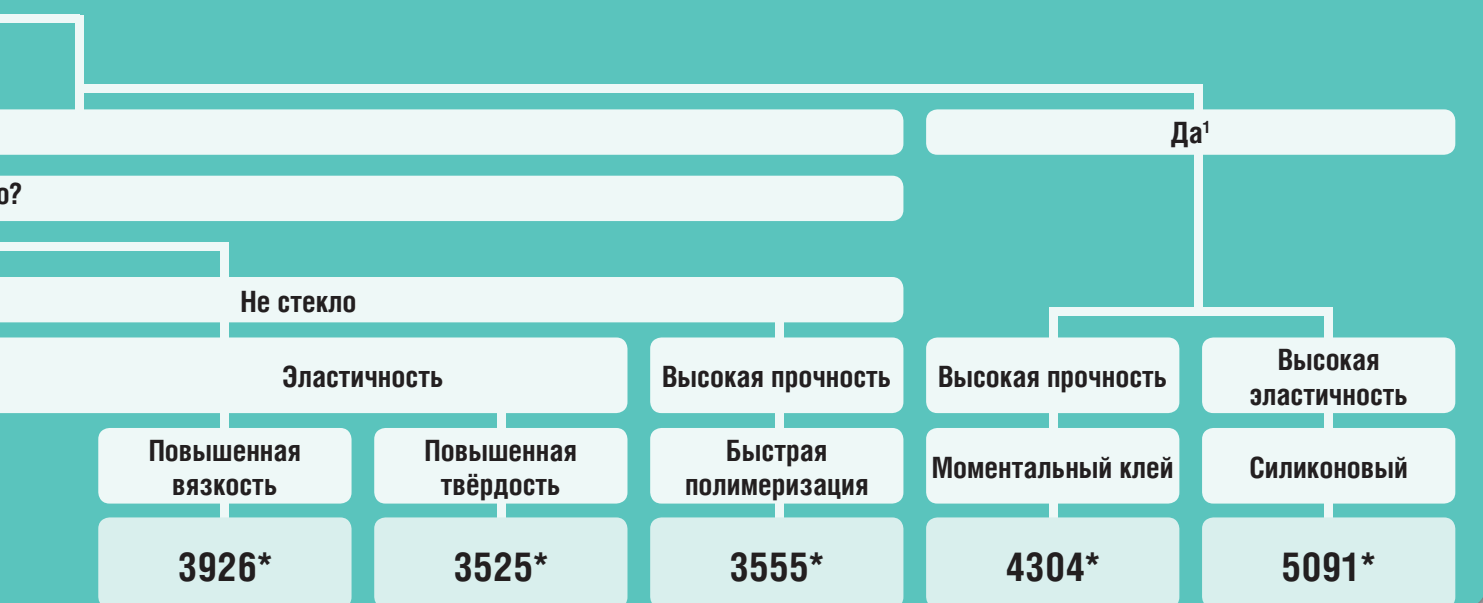 Да¹
о?
Не стекло
Эластичность
Высокая прочность
Высокая прочность
Высокая
эластичность
Повышенная
вязкость
Повышенная
твёрдость
Быстрая
полимеризация
Моментальный клей
Силиконовый
3926*
3525*
3555*
4304*
5091*